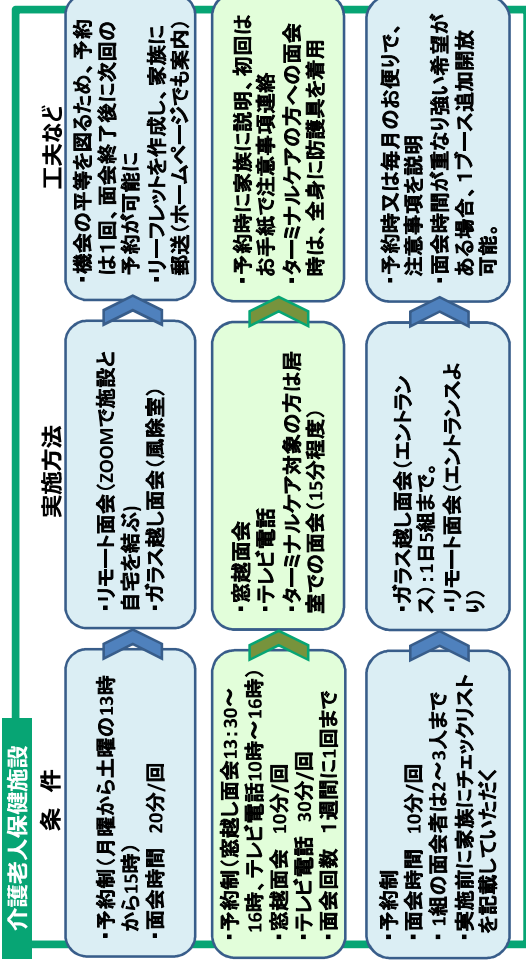 介護老人保健施設
条 件
実施方法
工夫など
・予約制(月曜から土曜の13時
から15時)
・面会時間 20分/回
・リモート面会(ZOOMで施設と
自宅を結ぶ)
・ガラス越し面会(風除室)
・機会の平等を図るため、予約
は1回、面会終了後に次回の
予約が可能に
・リーフレットを作成し、家族に
郵送(ホームページでも案内)
・予約制(窓越し面会13:30~
16時、テレビ電話10時~16時)
・窓越面会 10分/回
・テレビ電話 30分/回
・面会回数 1週間に1回まで
・窓越面会
・テレビ電話
・ターミナルケア対象の方は居
室での面会(15分程度)
・予約時に家族に説明、初回は
お手紙で注意事項連絡
・ターミナルケアの方への面会
時は、全身に防護具を着用
・予約制
・面会時間 10分/回
・1組の面会者は2~3人まで
・実施前に家族にチェックリスト
を記載していただく
・ガラス越し面会(エントラン
ス):1日5組まで。
・リモート面会(エントランスよ
り)
・予約時又は毎月のお便りで、
注意事項を説明
・面会時間が重なり強い希望が
ある場合、1ブース追加開放
可能。